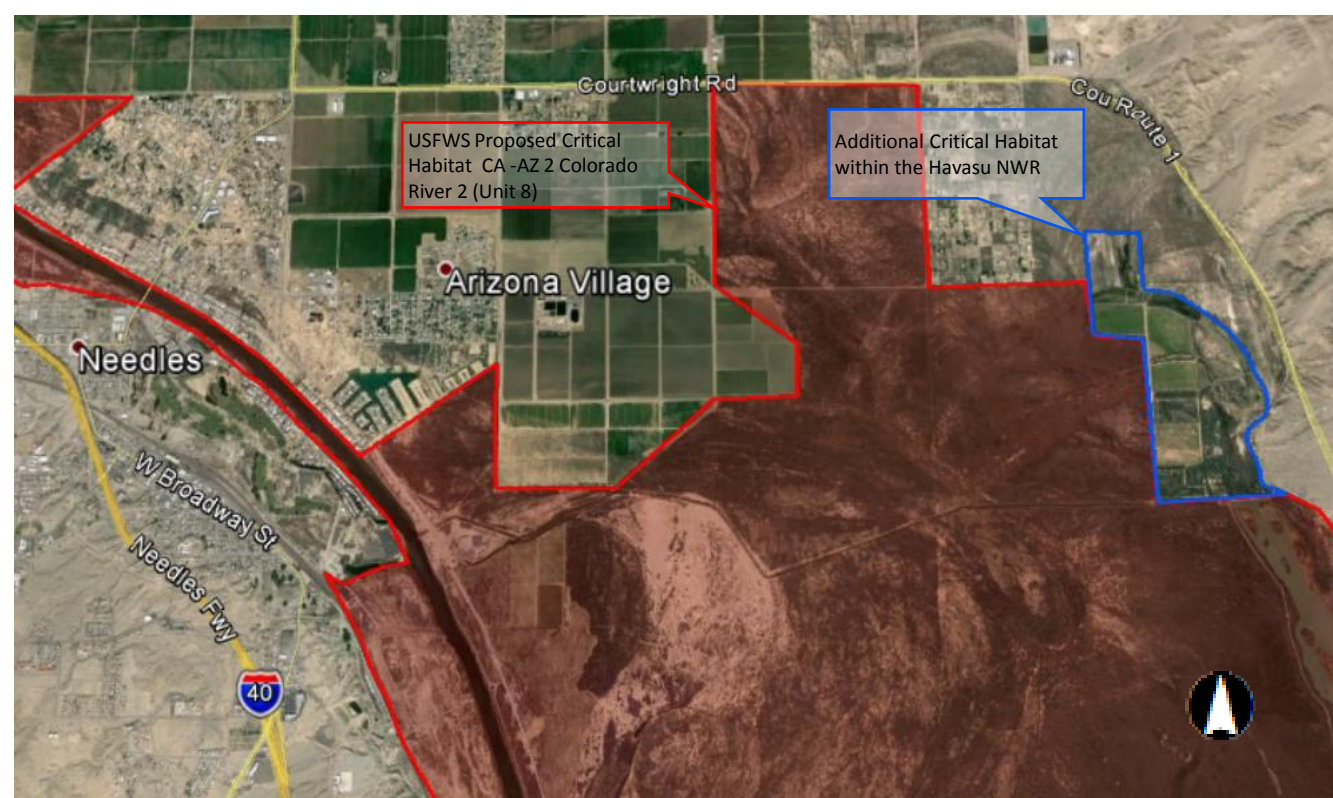 Courtwright Rd
Cou Route 1
USFWS Proposed Critical
Habitat CA -AZ 2 Colorado
River 2 (Unit 8)
Additional Critical Habitat
within the Havasu NWR
Arizona Village
Needles
W Broadway St
Needles Fwy
40